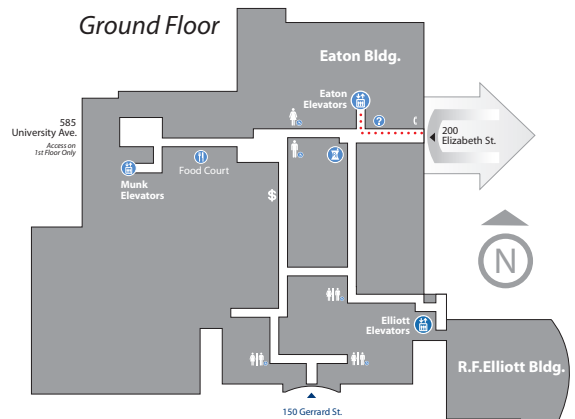 Ground Floor
Eaton Bldg.
Eaton
Elevators
?
585
University Ave.
Access on
1st Floor Only
200
Elizabeth St.
Food Court
Munk
Elevators
$
N
Elliott
Elevators
R.F.Elliott Bldg.
150 Gerrard St.